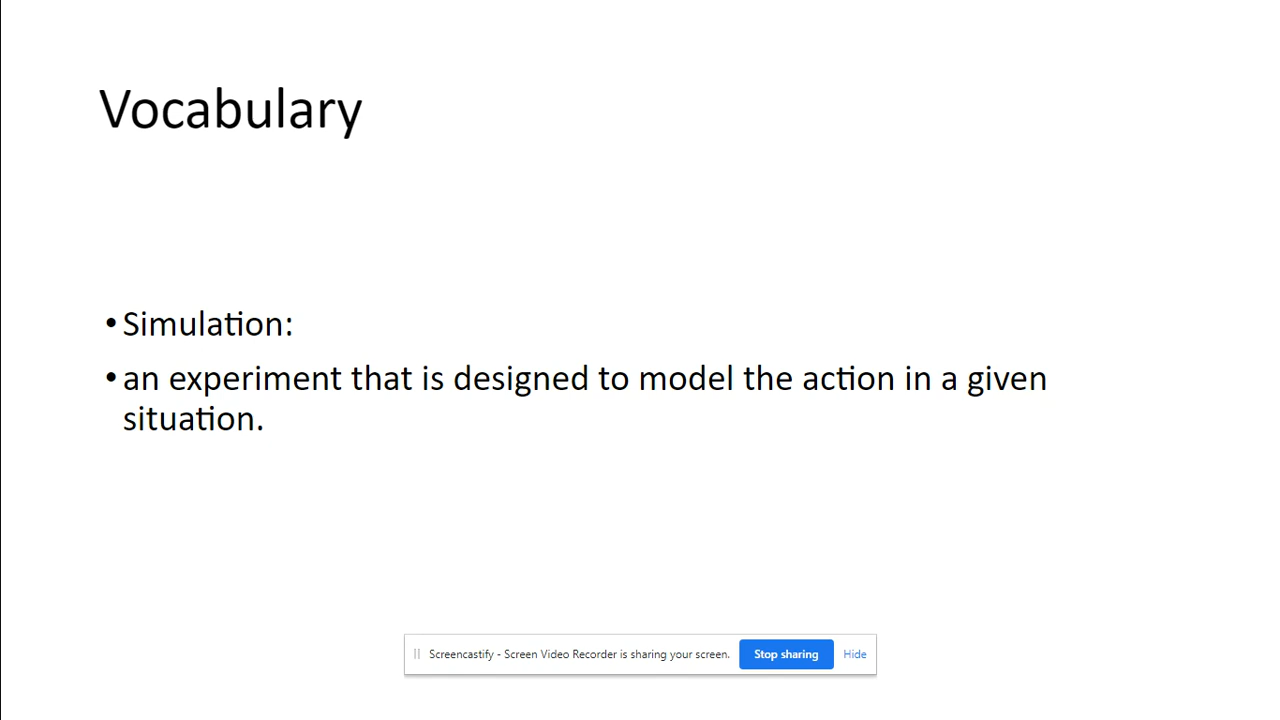 Vocabulary
• Simulation:
• an experiment that is designed to model the action in a given
situation.
Screencastify - Screen Video Recorder is sharing your screen. Stop sharing Hide